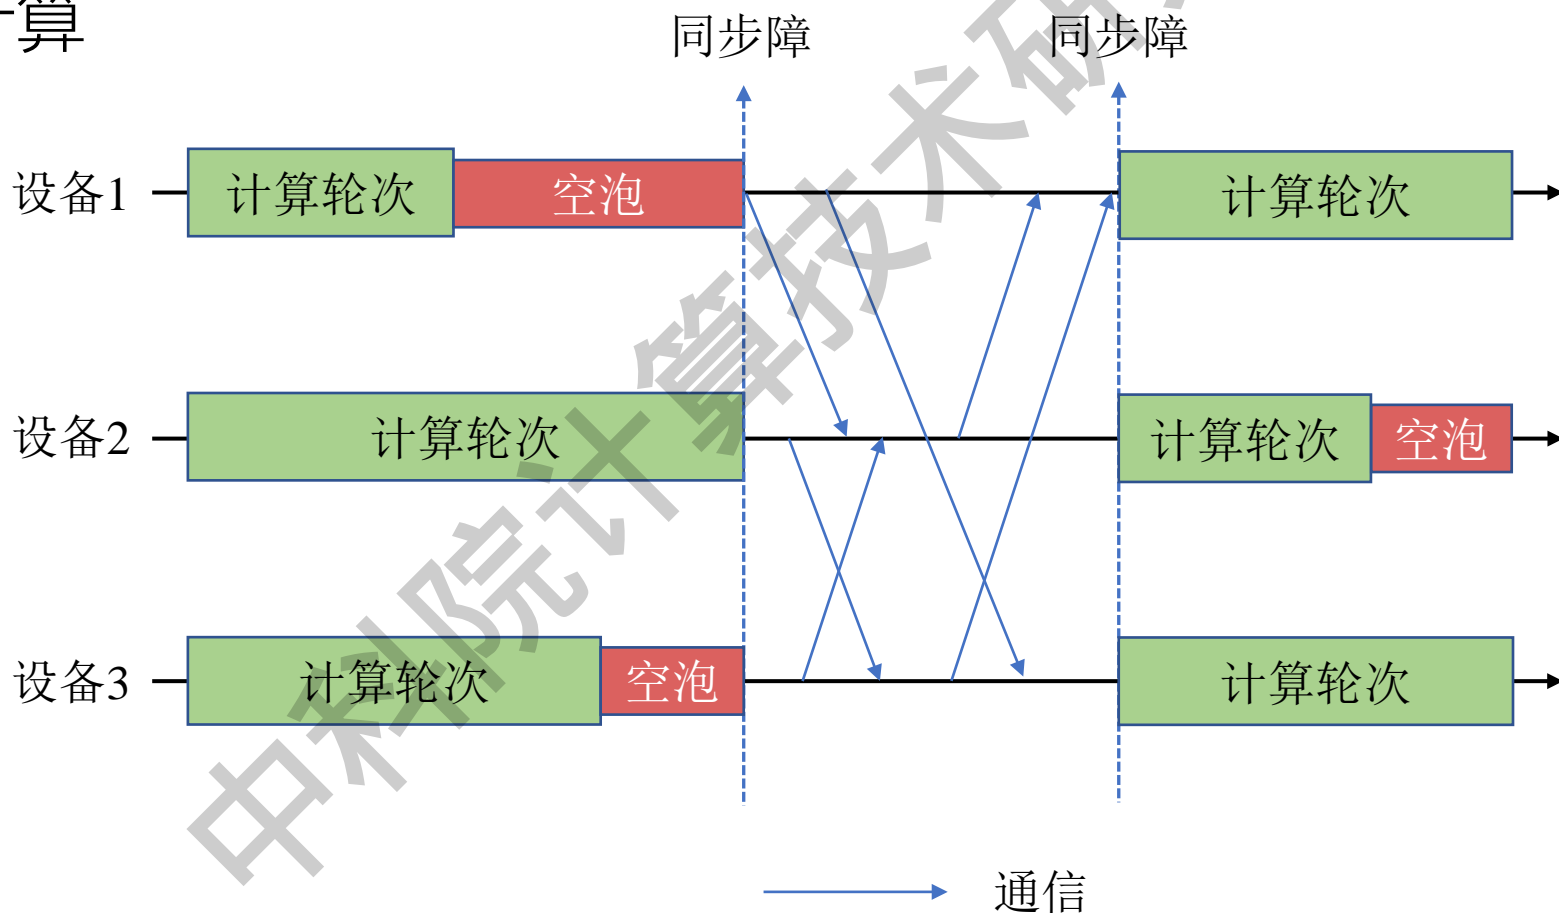 算
同步障 同步障
设备1 计算轮次 空泡 计算轮次
设备2 计算轮次 计算轮次 空泡
设备3 计算轮次 空泡 计算轮次
通信
中科院计算技术研